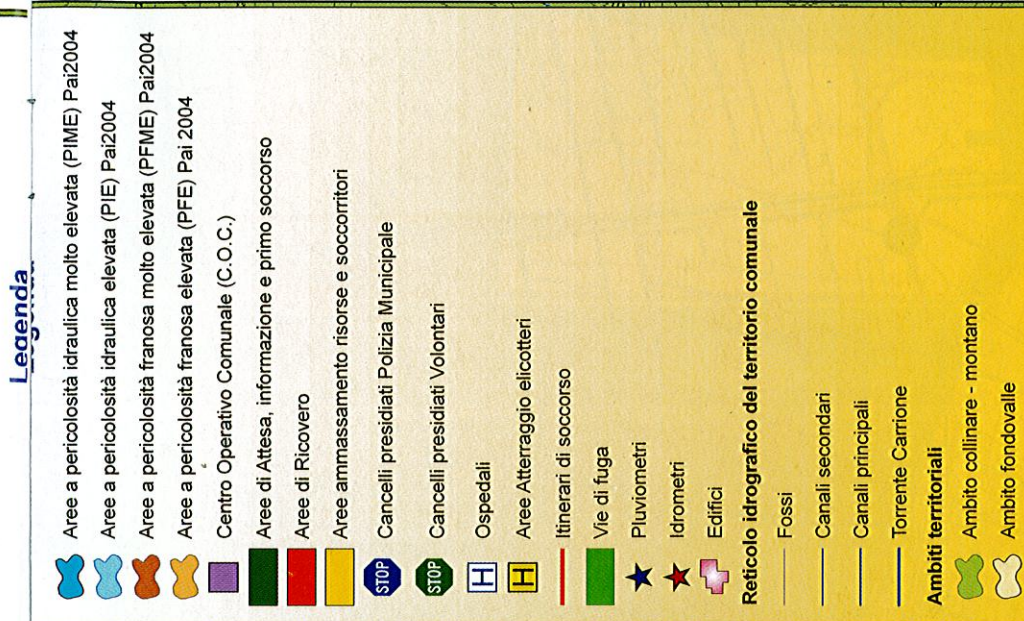 Legenda
Aree a pericolosità idraulica molto elevata (PIME) Pai2004
Aree a pericolosità idraulica elevata (PIE) Pai2004
Aree a pericolosità franosa molto elevata (PFME) Pai2004
Aree a pericolosità franosa elevata (PFE) Pai 2004
Centro Operativo Comunale (C.O.C.)
Aree di Attesa, informazione e primo soccorso
Aree di Ricovero
Aree ammassamento risorse e soccorritori
STOP Cancelli presidiati Polizia Municipale
STOP Cancelli presidiati Volontari
H Ospedali
H Aree Atterraggio elicotteri
Itinerari di soccorso
Vie di fuga
Pluviometri
Idrometri
Edifici
Reticolo idrografico del territorio comunale
Fossi
Canali secondari
Canali principali
Torrente Carrione
Ambiti territoriali
Ambito collinare - montano
Ambito fondovalle